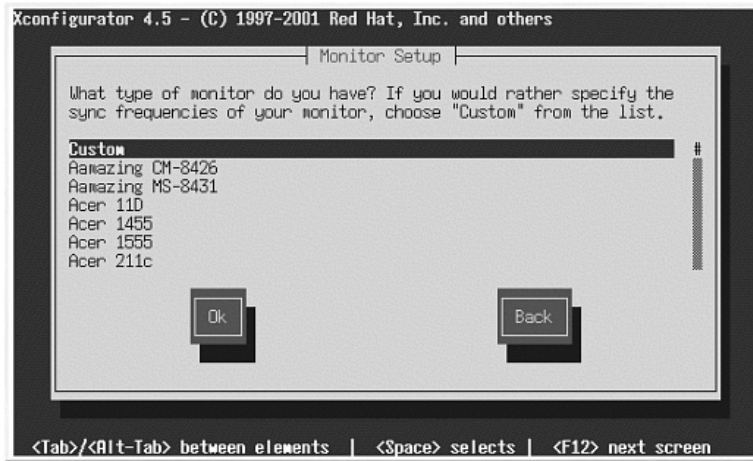 Xconfigurator 4.5 - (C) 1997-2001 Red Hat, Inc. and others
Monitor Setup
What type of monitor do you have? If you would rather specify the
sync frequencies of your monitor, choose "Custom" from the list.
Custom #
Aamazing CM-8426
Aamazing MS-8431
Acer 11D
Acer 1455
Acer 1555
Acer 211c
Ok Back
<Tab>/<Alt-Tab> between elements | <Space> selects | <F12> next screen